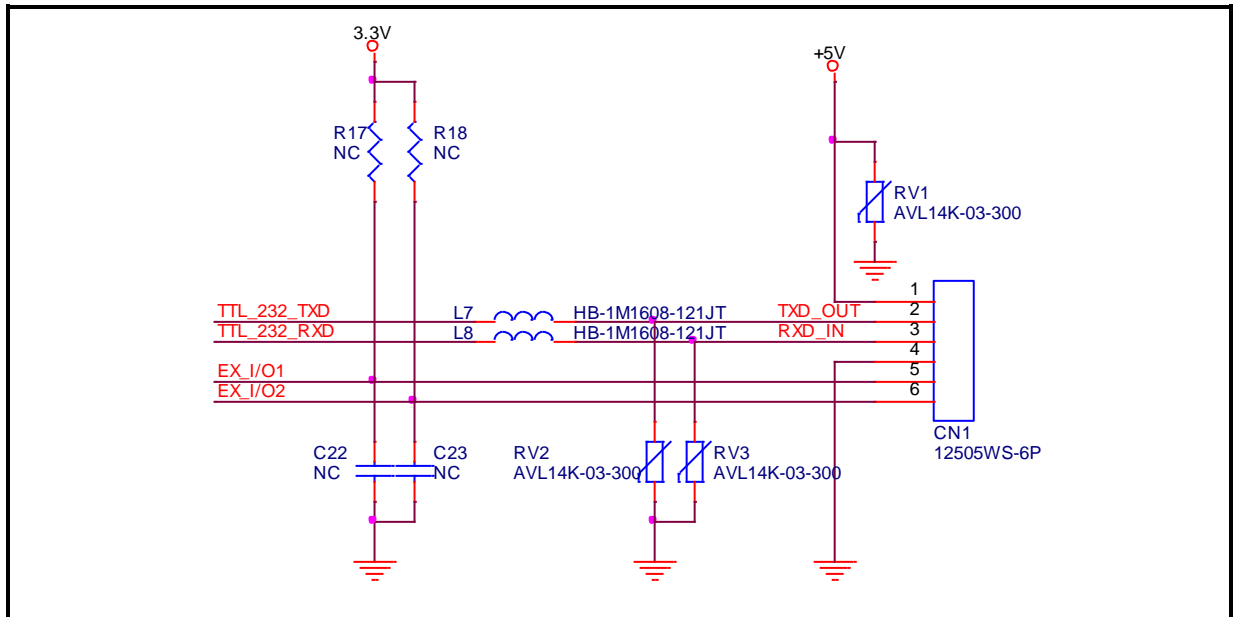 3.3V
+5V
R17
NC
R18
NC
RV1
AVL14K-03-300
1
TTL_232_TXD
L7
HB-1M1608-121JT
TXD_OUT
2
TTL_232_RXD
L8
HB-1M1608-121JT
RXD_IN
3
4
EX_I/O1
5
EX_I/O2
6
CN1
12505WS-6P
C22
NC
C23
NC
RV2
AVL14K-03-300
RV3
AVL14K-03-300